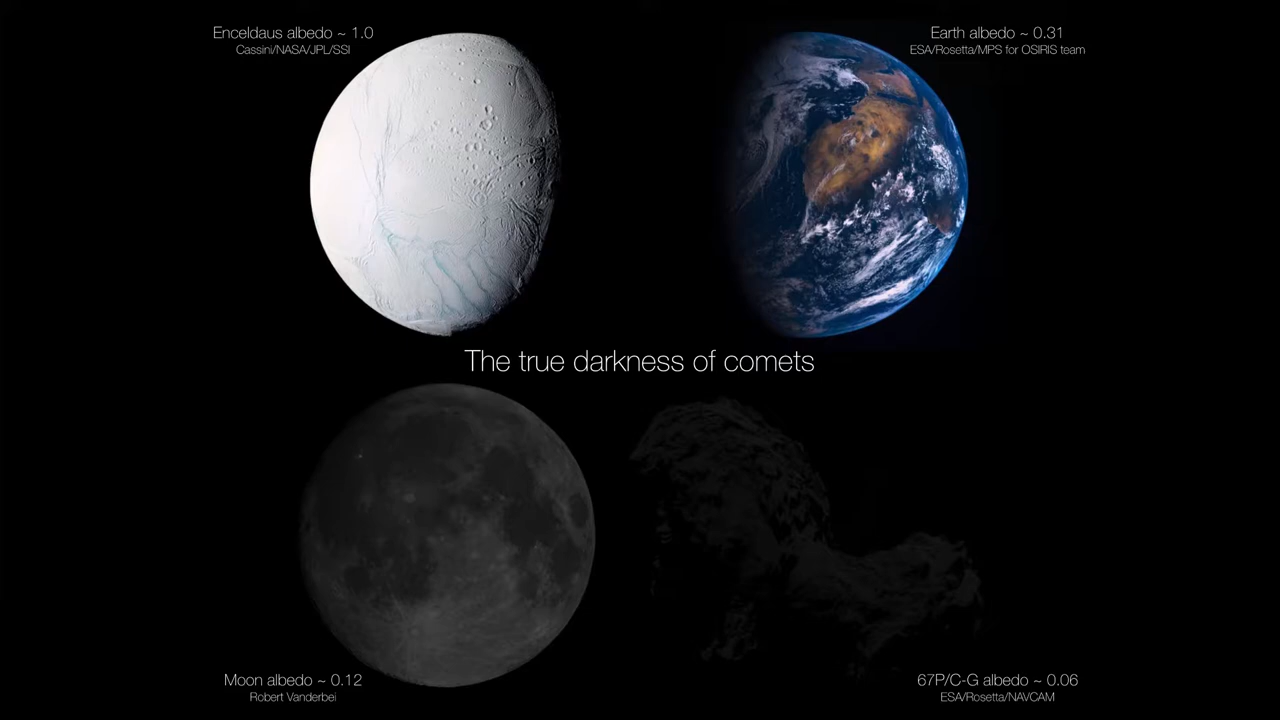 Enceldaus albedo ~ 1.0
Cassini/NASA/JPL/SSI
Earth albedo ~ 0.31
ESA/Rosetta/MPS for OSIRIS team
The true darkness of comets
Moon albedo ~ 0.12
Robert Vanderbei
67P/C-G albedo ~ 0.06
ESA/Rosetta/NAVCAM